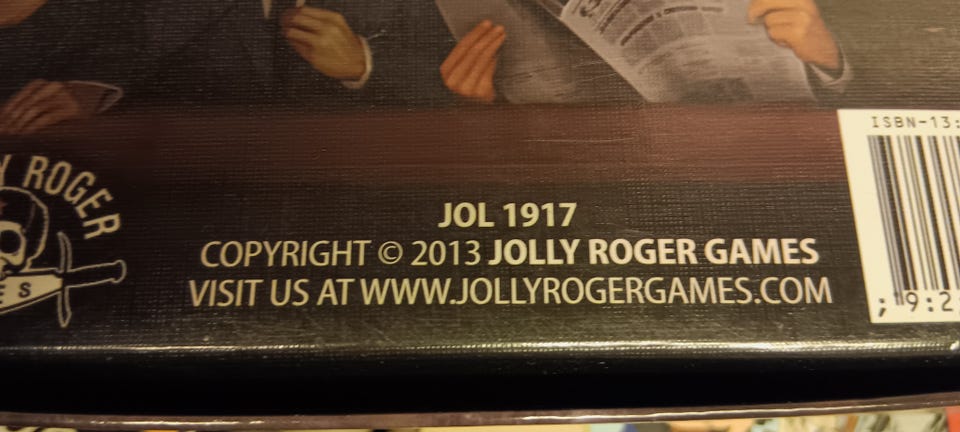 Y ROGER
E S
JOL 1917
COPYRIGHT © 2013 JOLLY ROGER GAMES
VISIT US AT WWW.JOLLYROGERGAMES.COM
ISBN-13: